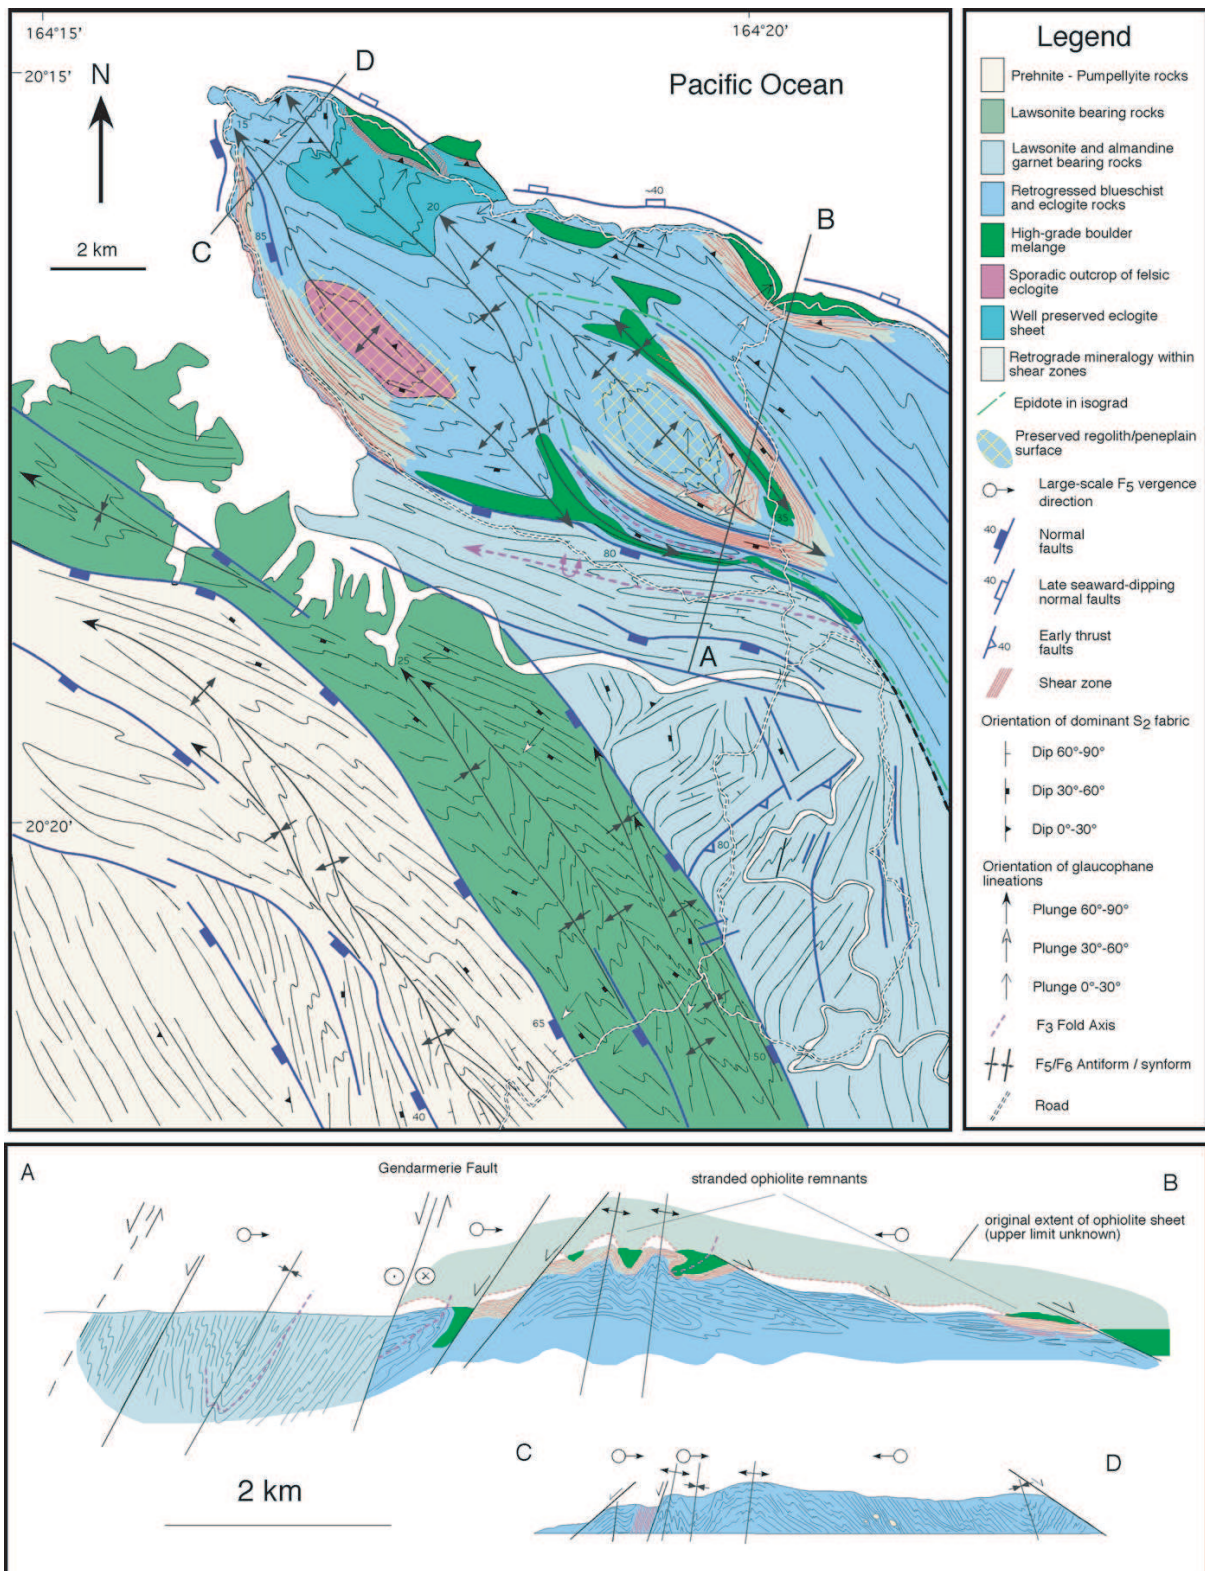 164°15'
164°20'
20°15'
N
D
Pacific Ocean
15
2 km
C
85
20
~40
B
35
80
A
25
20°20'
80
65
50
40
Legend
Prehnite - Pumpellyite rocks
Lawsonite bearing rocks
Lawsonite and almandine
garnet bearing rocks
Retrogressed blueschist
and eclogite rocks
High-grade boulder
melange
Sporadic outcrop of felsic
eclogite
Well preserved eclogite
sheet
Retrograde mineralogy within
shear zones
Epidote in isograd
Preserved regolith/peneplain
surface
Large-scale F5 vergence
direction
40
Normal
faults
40
Late seaward-dipping
normal faults
40
Early thrust
faults
Shear zone
Orientation of dominant S2 fabric
Dip 60°-90°
Dip 30°-60°
Dip 0°-30°
Orientation of glaucophane
lineations
Plunge 60°-90°
Plunge 30°-60°
Plunge 0°-30°
F3 Fold Axis
F5/F6 Antiform / synform
Road
A
Gendarmerie Fault
stranded ophiolite remnants
B
original extent of ophiolite sheet
(upper limit unknown)
2 km
C
D